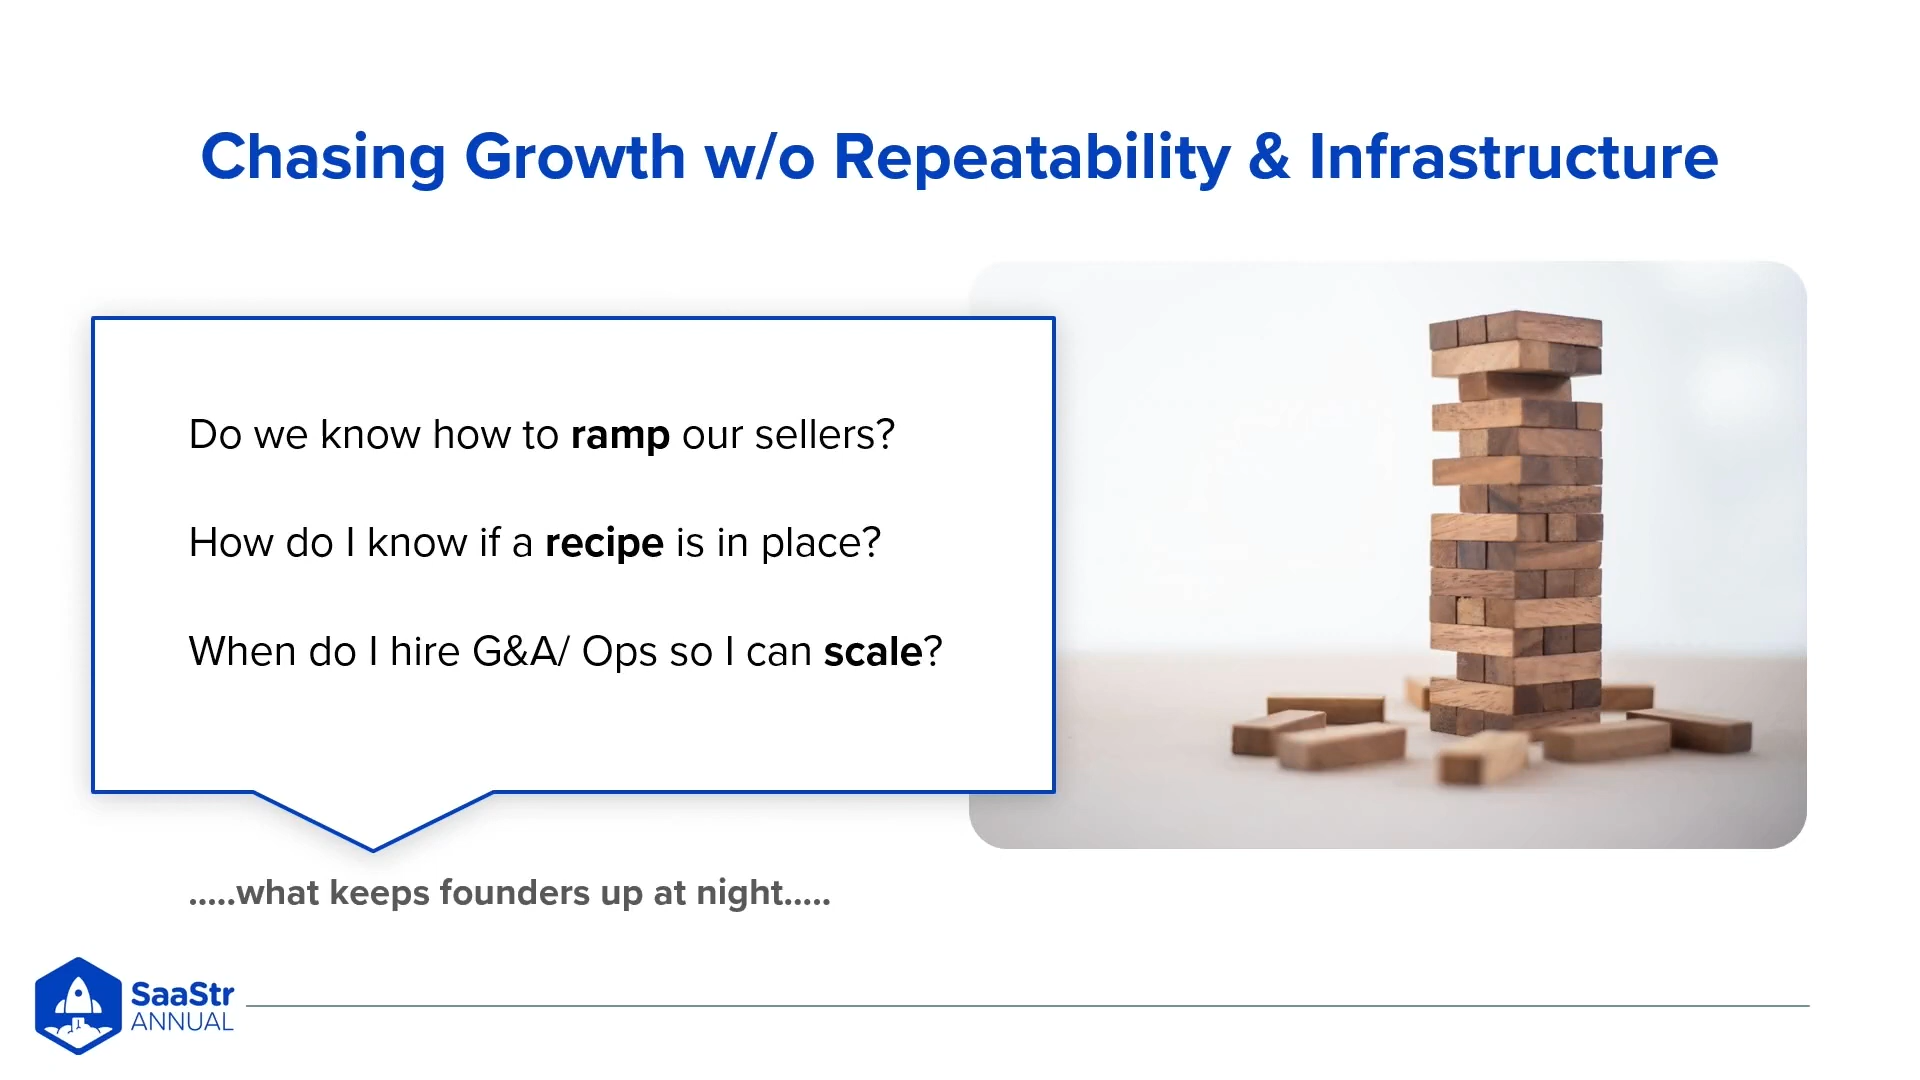 Chasing Growth w/o Repeatability & Infrastructure
Do we know how to ramp our sellers?
How do I know if a recipe is in place?
When do I hire G&A/ Ops so I can scale?
.....what keeps founders up at night.....
SaaStr
ANNUAL